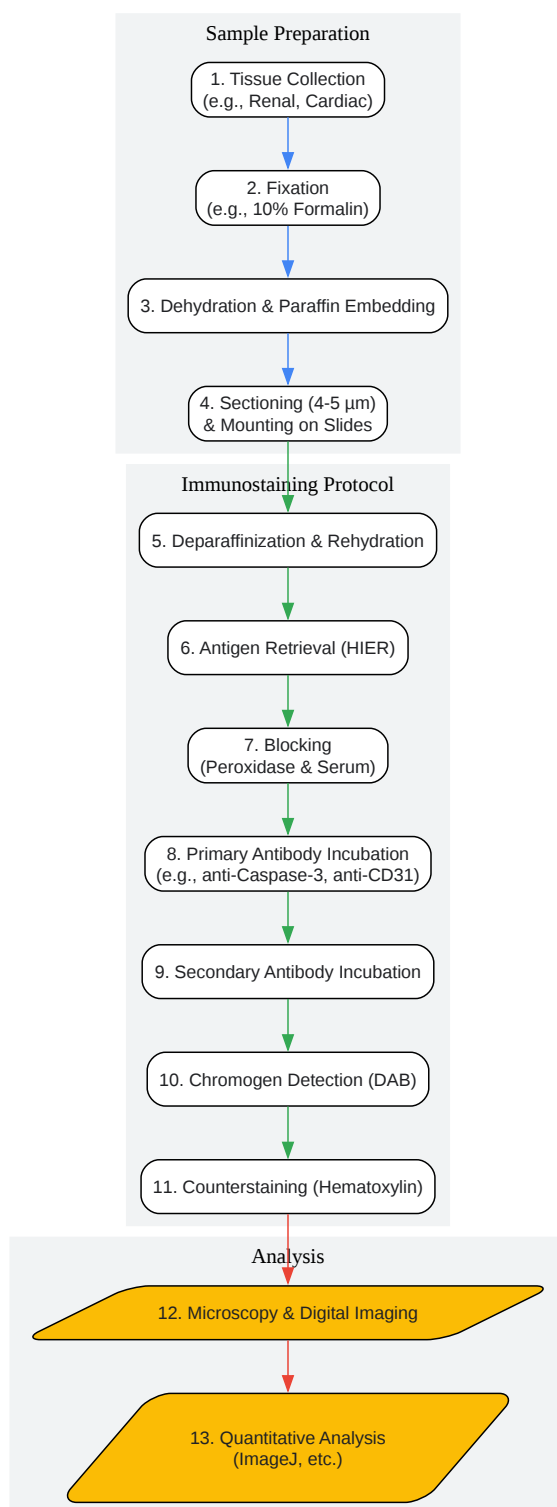 Sample Preparation
1. Tissue Collection
(e.g., Renal, Cardiac)
2. Fixation
(e.g., 10% Formalin)
3. Dehydration & Paraffin Embedding
4. Sectioning (4-5 µm)
& Mounting on Slides
Immunostaining Protocol
5. Deparaffinization & Rehydration
6. Antigen Retrieval (HIER)
7. Blocking
(Peroxidase & Serum)
8. Primary Antibody Incubation
(e.g., anti-Caspase-3, anti-CD31)
9. Secondary Antibody Incubation
10. Chromogen Detection (DAB)
11. Counterstaining (Hematoxylin)
Analysis
12. Microscopy & Digital Imaging
13. Quantitative Analysis
(ImageJ, etc.)